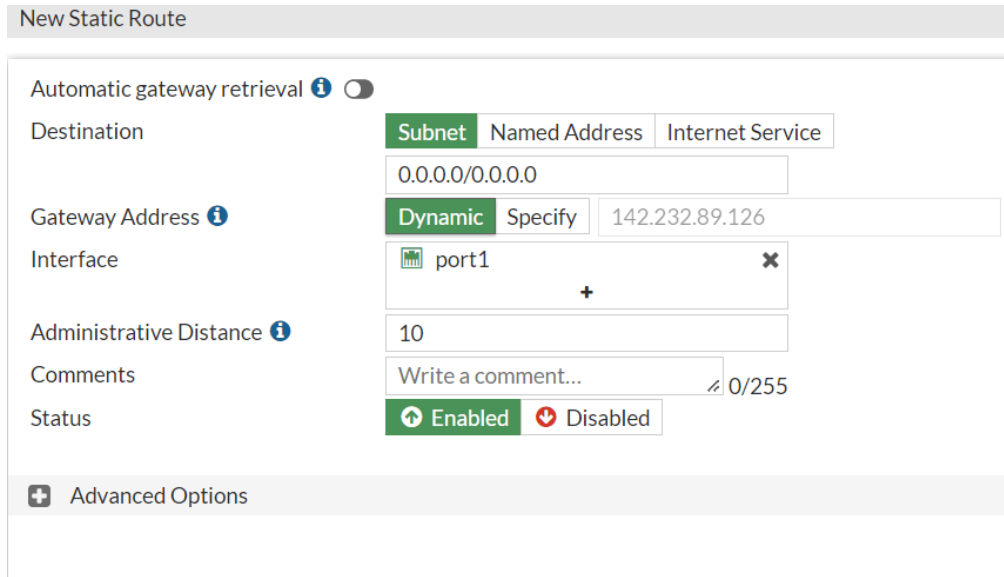 New Static Route
Automatic gateway retrieval
Destination Subnet Named Address Internet Service
0.0.0.0/0.0.0.0
Gateway Address Dynamic Specify 142.232.89.126
Interface port1
+
Administrative Distance 10
Comments Write a comment... 0/255
Status Enabled Disabled
Advanced Options